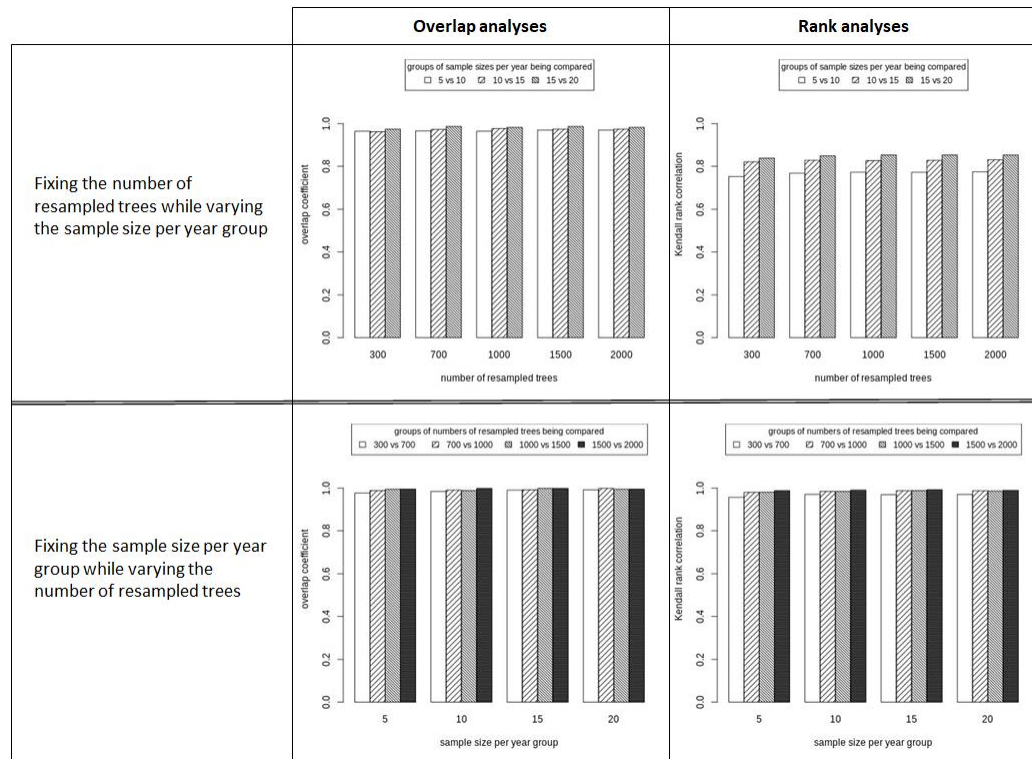 Overlap analyses
Rank analyses
Fixing the number of
resampled trees while varying
the sample size per year group
groups of sample sizes per year being compared
5 vs 10 10 vs 15 15 vs 20
overlap coefficient
1.0
0.8
0.6
0.4
0.2
0.0
300 700 1000 1500 2000
number of resampled trees
groups of sample sizes per year being compared
5 vs 10 10 vs 15 15 vs 20
Kendall rank correlation
1.0
0.8
0.6
0.4
0.2
0.0
300 700 1000 1500 2000
number of resampled trees
Fixing the sample size per year
group while varying the
number of resampled trees
groups of numbers of resampled trees being compared
300 vs 700 700 vs 1000 1000 vs 1500 1500 vs 2000
overlap coefficient
1.0
0.8
0.6
0.4
0.2
0.0
5 10 15 20
sample size per year group
groups of numbers of resampled trees being compared
300 vs 700 700 vs 1000 1000 vs 1500 1500 vs 2000
Kendall rank correlation
1.0
0.8
0.6
0.4
0.2
0.0
5 10 15 20
sample size per year group